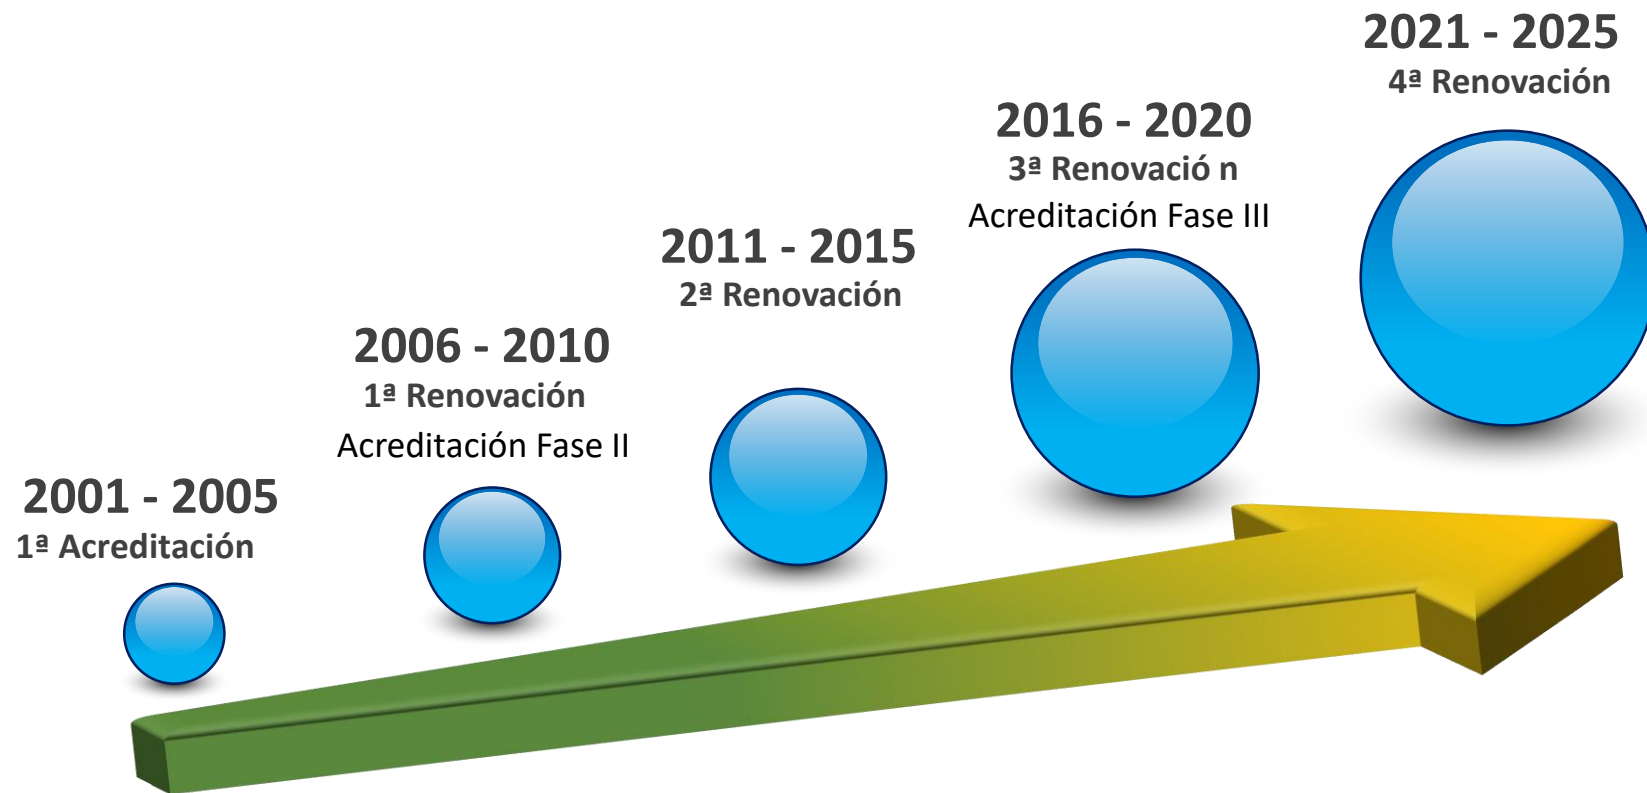 2001 - 2005
1ª Acreditación
2006 - 2010
1ª Renovación
Acreditación Fase II
2011 - 2015
2ª Renovación
2016 - 2020
3ª Renovació n
Acreditación Fase III
2021 - 2025
4ª Renovación